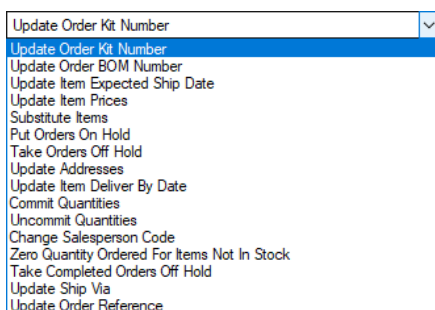 Update Order Kit Number
Update Order Kit Number
Update Order BOM Number
Update Item Expected Ship Date
Update Item Prices
Substitute Items
Put Orders On Hold
Take Orders Off Hold
Update Addresses
Update Item Deliver By Date
Commit Quantities
Uncommit Quantities
Change Salesperson Code
Zero Quantity Ordered For Items Not In Stock
Take Completed Orders Off Hold
Update Ship Via
Update Order Reference